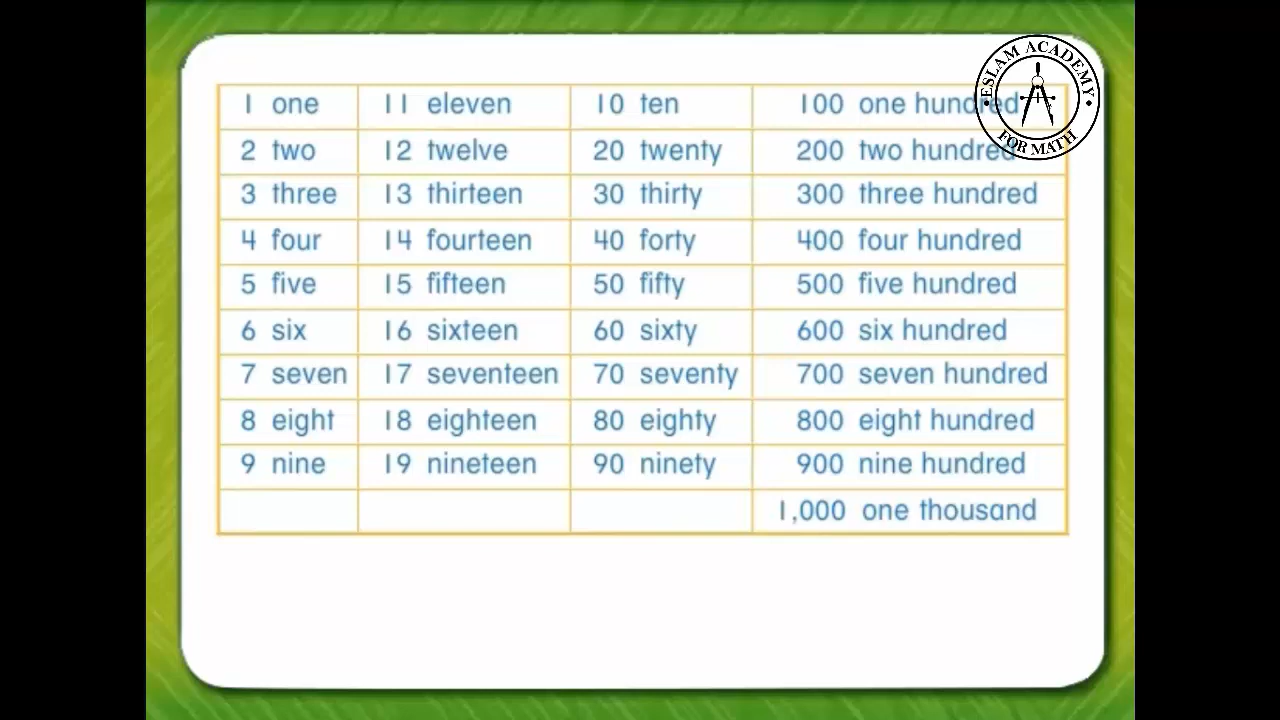 ESLAM ACADEMY
FOR MATH
1 one 11 eleven 10 ten 100 one hundred
2 two 12 twelve 20 twenty 200 two hundred
3 three 13 thirteen 30 thirty 300 three hundred
4 four 14 fourteen 40 forty 400 four hundred
5 five 15 fifteen 50 fifty 500 five hundred
6 six 16 sixteen 60 sixty 600 six hundred
7 seven 17 seventeen 70 seventy 700 seven hundred
8 eight 18 eighteen 80 eighty 800 eight hundred
9 nine 19 nineteen 90 ninety 900 nine hundred
1,000 one thousand